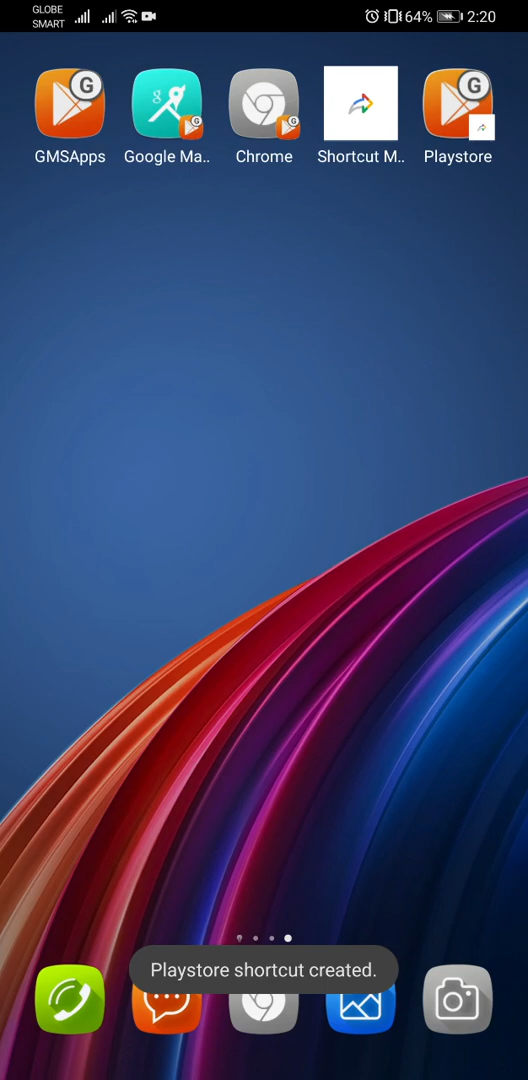 GLOBE
SMART
64% 2:20
G
G
GMSApps
g
G
Google Ma..
G
Chrome
Shortcut M..
Playstore
Playstore shortcut created.